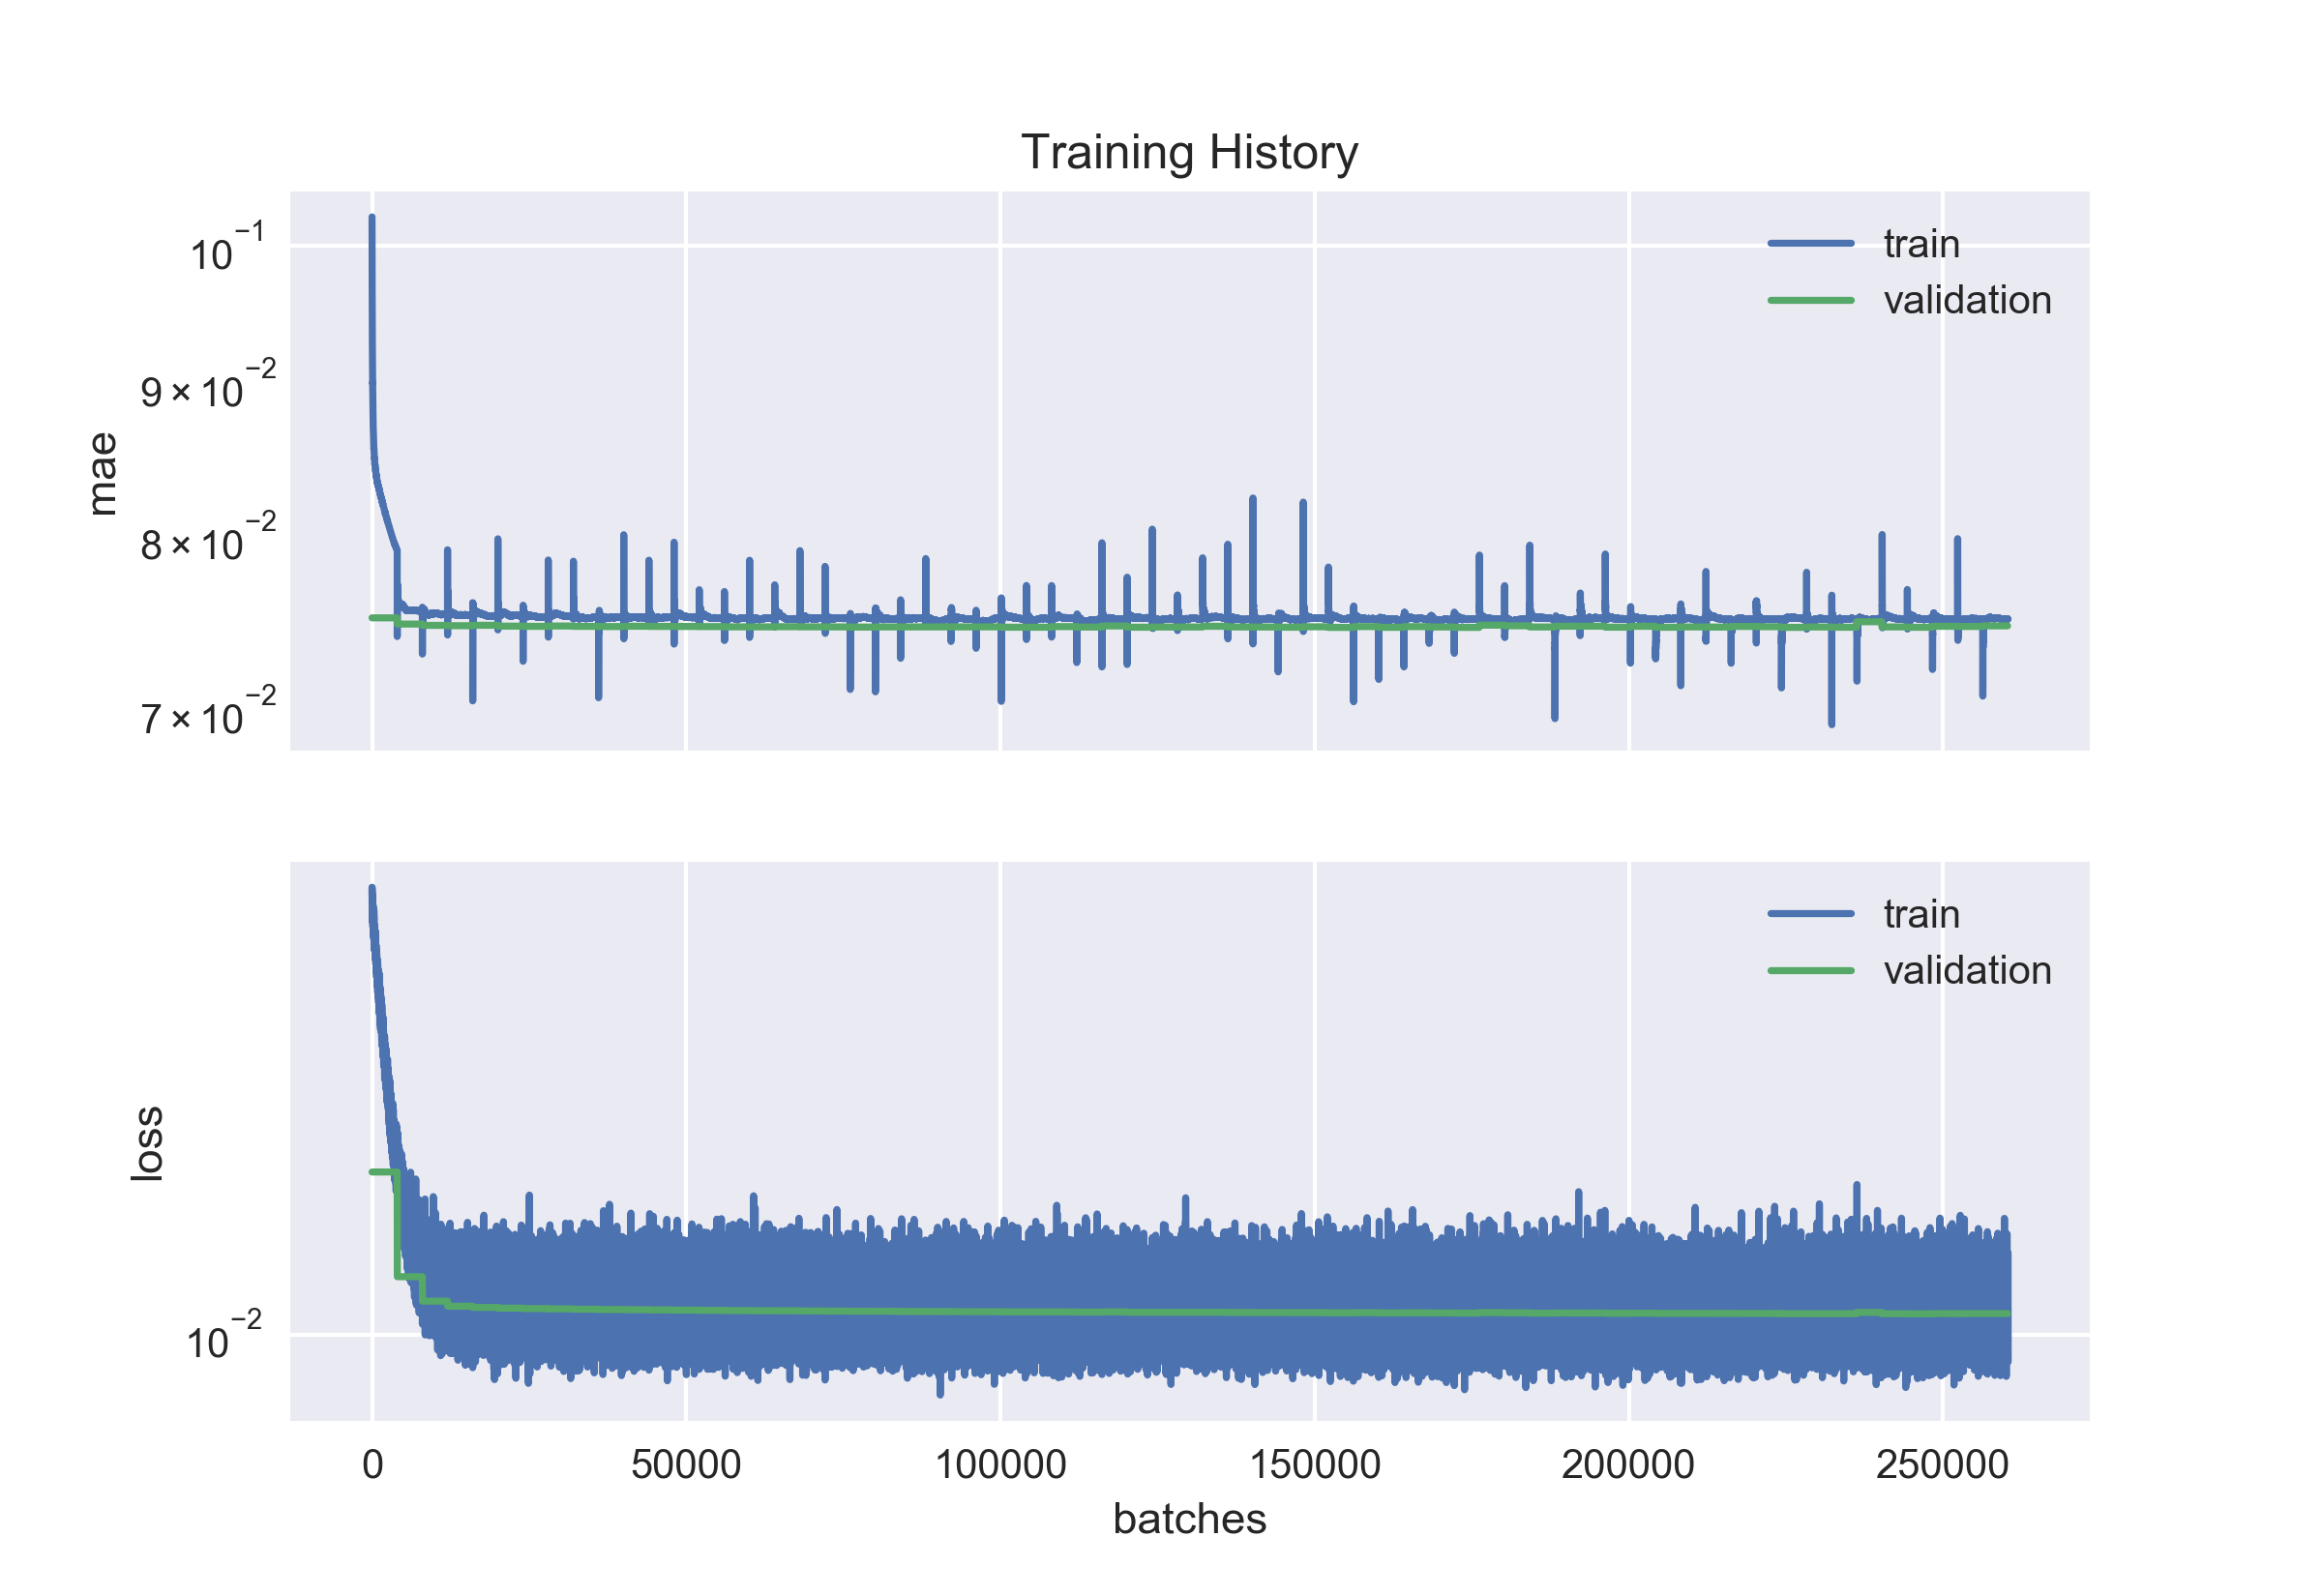 Training History
10⁻¹
9 × 10⁻²
8 × 10⁻²
7 × 10⁻²
mae
train
validation
10⁻²
loss
train
validation
0 50000 100000 150000 200000 250000
batches